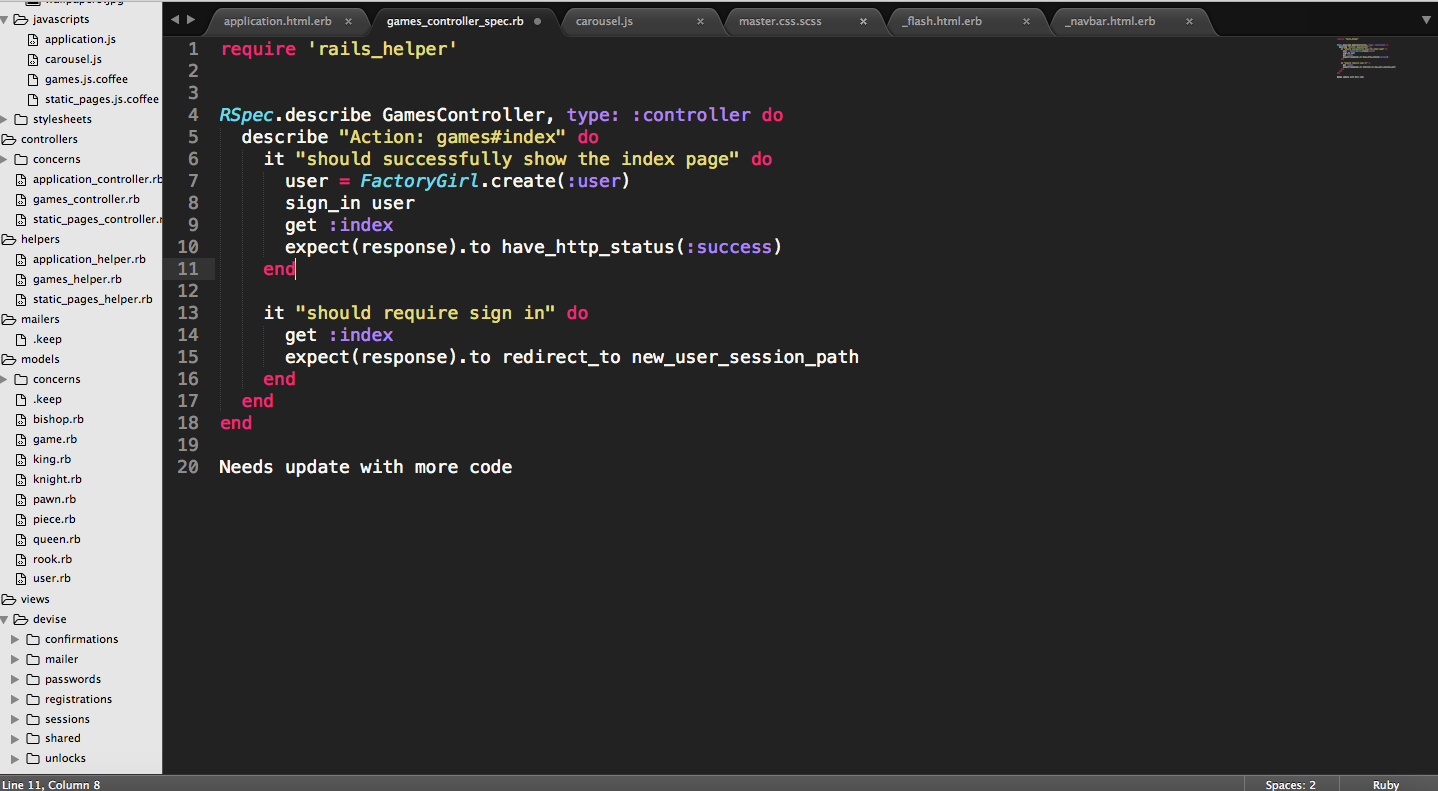 wallpaper3.jpg
javascripts
application.js
carousel.js
games.js.coffee
static_pages.js.coffee
stylesheets
controllers
concerns
application_controller.rb
games_controller.rb
static_pages_controller.r
helpers
application_helper.rb
games_helper.rb
static_pages_helper.rb
mailers
.keep
models
concerns
.keep
bishop.rb
game.rb
king.rb
knight.rb
pawn.rb
piece.rb
queen.rb
rook.rb
user.rb
views
devise
confirmations
mailer
passwords
registrations
sessions
shared
unlocks
application.html.erb × games_controller_spec.rb carousel.js × master.css.scss × _flash.html.erb × _navbar.html.erb ×
1 require 'rails_helper'
2
3
4 RSpec.describe GamesController, type: :controller do
5 describe "Action: games#index" do
6 it "should successfully show the index page" do
7 user = FactoryGirl.create(:user)
8 sign_in user
9 get :index
10 expect(response).to have_http_status(:success)
11 end
12
13 it "should require sign in" do
14 get :index
15 expect(response).to redirect_to new_user_session_path
16 end
17 end
18 end
19
20 Needs update with more code
Line 11, Column 8 Spaces: 2 Ruby